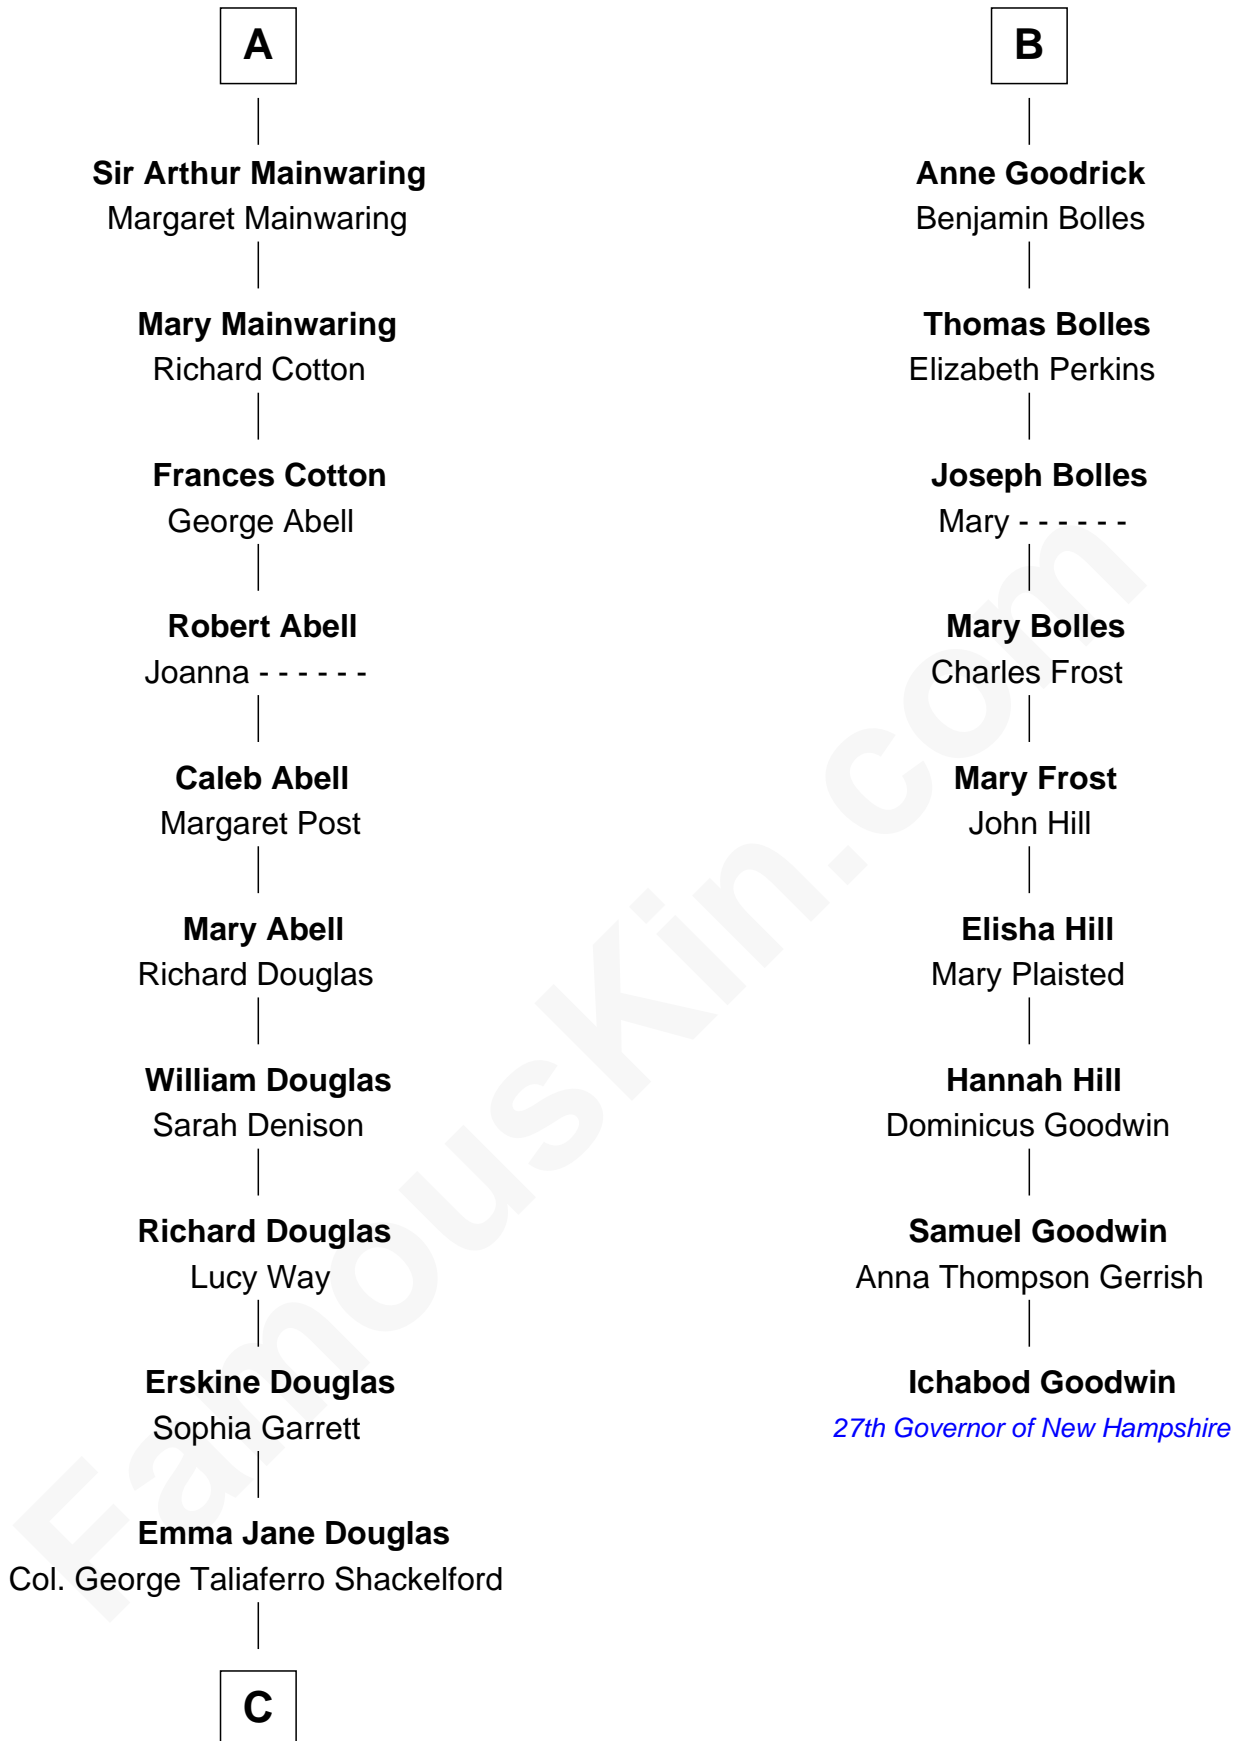 A
Sir Arthur Mainwaring
Margaret Mainwaring
Mary Mainwaring
Richard Cotton
Frances Cotton
George Abell
Robert Abell
Joanna - - - - - -
Caleb Abell
Margaret Post
Mary Abell
Richard Douglas
William Douglas
Sarah Denison
Richard Douglas
Lucy Way
Erskine Douglas
Sophia Garrett
Emma Jane Douglas
Col. George Taliaferro Shackelford
C
B
Anne Goodrick
Benjamin Bolles
Thomas Bolles
Elizabeth Perkins
Joseph Bolles
Mary - - - - - -
Mary Bolles
Charles Frost
Mary Frost
John Hill
Elisha Hill
Mary Plaisted
Hannah Hill
Dominicus Goodwin
Samuel Goodwin
Anna Thompson Gerrish
Ichabod Goodwin
27th Governor of New Hampshire
FamousKin.com